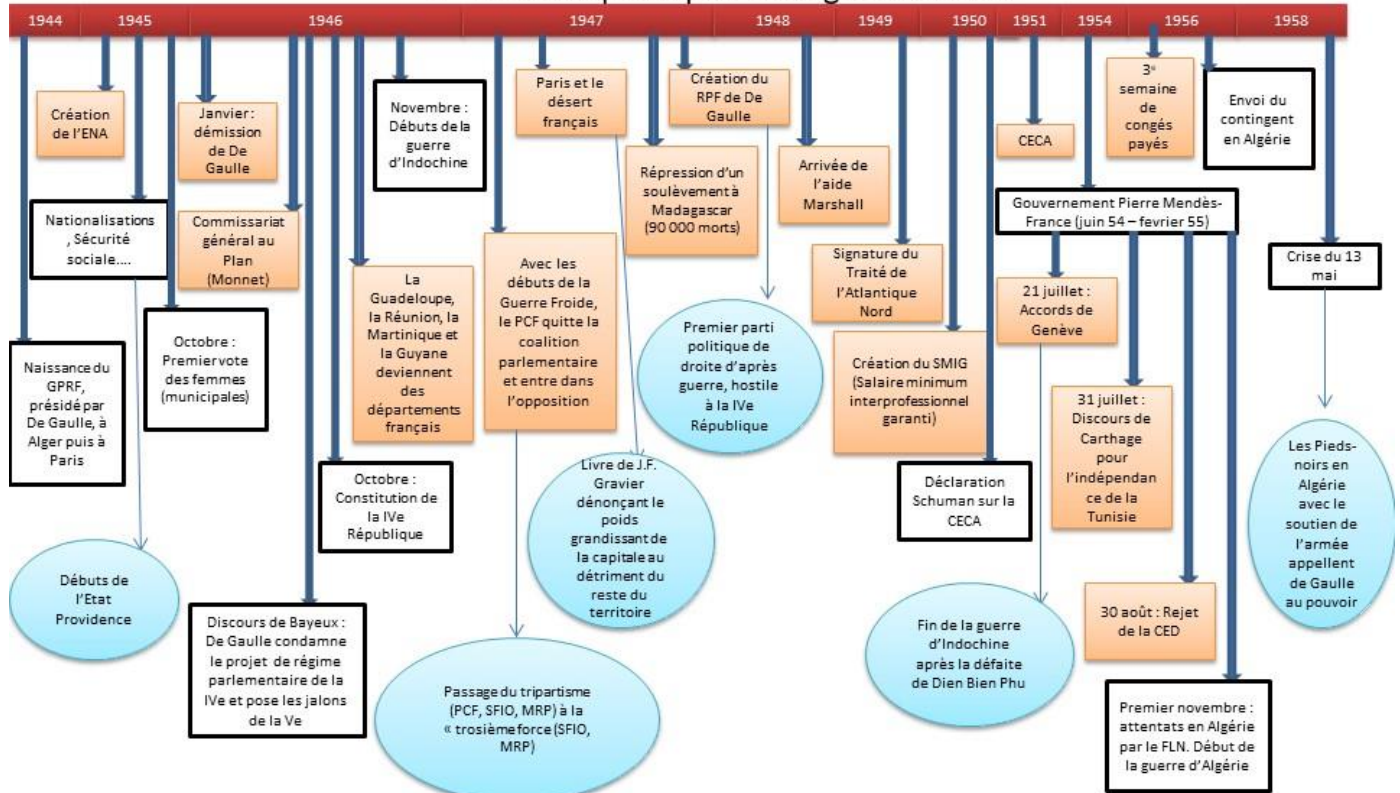 1944
1945
1946
1947
1948
1949
1950
1951
1954
1956
1958
Création
de l'ENA
Nationalisations
, Sécurité
sociale....
Naissance du
GPRF,
présidé par
De Gaulle, à
Alger puis à
Paris
Débuts de
l'Etat
Providence
Octobre :
Premier vote
des femmes
(municipales)
Janvier :
démission
de De
Gaulle
Commissariat
général au
Plan
(Monnet)
Discours de Bayeux :
De Gaulle condamne
le projet de régime
parlementaire de la
IVe et pose les jalons
de la Ve
Octobre :
Constitution de
la IVe
République
La
Guadeloupe,
la Réunion, la
Martinique et
la Guyane
deviennent
des
départements
français
Novembre :
Débuts de la
guerre
d'Indochine
Avec les
débuts de la
Guerre Froide,
le PCF quitte la
coalition
parlementaire
et entre dans
l'opposition
Passage du tripartisme
(PCF, SFIO, MRP) à la
« trosième force (SFIO,
MRP)
Paris et le
désert
français
Livre de J.F.
Gravier
dénonçant le
poids
grandissant de
la capitale au
détriment du
reste du
territoire
Répression d'un
soulèvement à
Madagascar
(90 000 morts)
Création du
RPF de De
Gaulle
Premier parti
politique de
droite d'après
guerre, hostile
à la IVe
République
Arrivée de
l'aide
Marshall
Signature du
Traité de
l'Atlantique
Nord
Création du SMIG
(Salaire minimum
interprofessionnel
garanti)
Déclaration
Schuman sur la
CECA
CECA
Gouvernement Pierre Mendès-
France (juin 54 – fevrier 55)
21 juillet :
Accords de
Genève
Fin de la guerre
d'Indochine
après la défaite
de Dien Bien Phu
31 juillet :
Discours de
Carthage
pour
l'indépendan
ce de la
Tunisie
30 août : Rejet
de la CED
Premier novembre :
attentats en Algérie
par le FLN. Début de
la guerre d'Algérie
3e
semaine
de
congés
payés
Envoi du
contingent
en Algérie
Crise du 13
mai
Les Pieds-
noirs en
Algérie
avec le
soutien de
l'armée
appellent
de Gaulle
au pouvoir